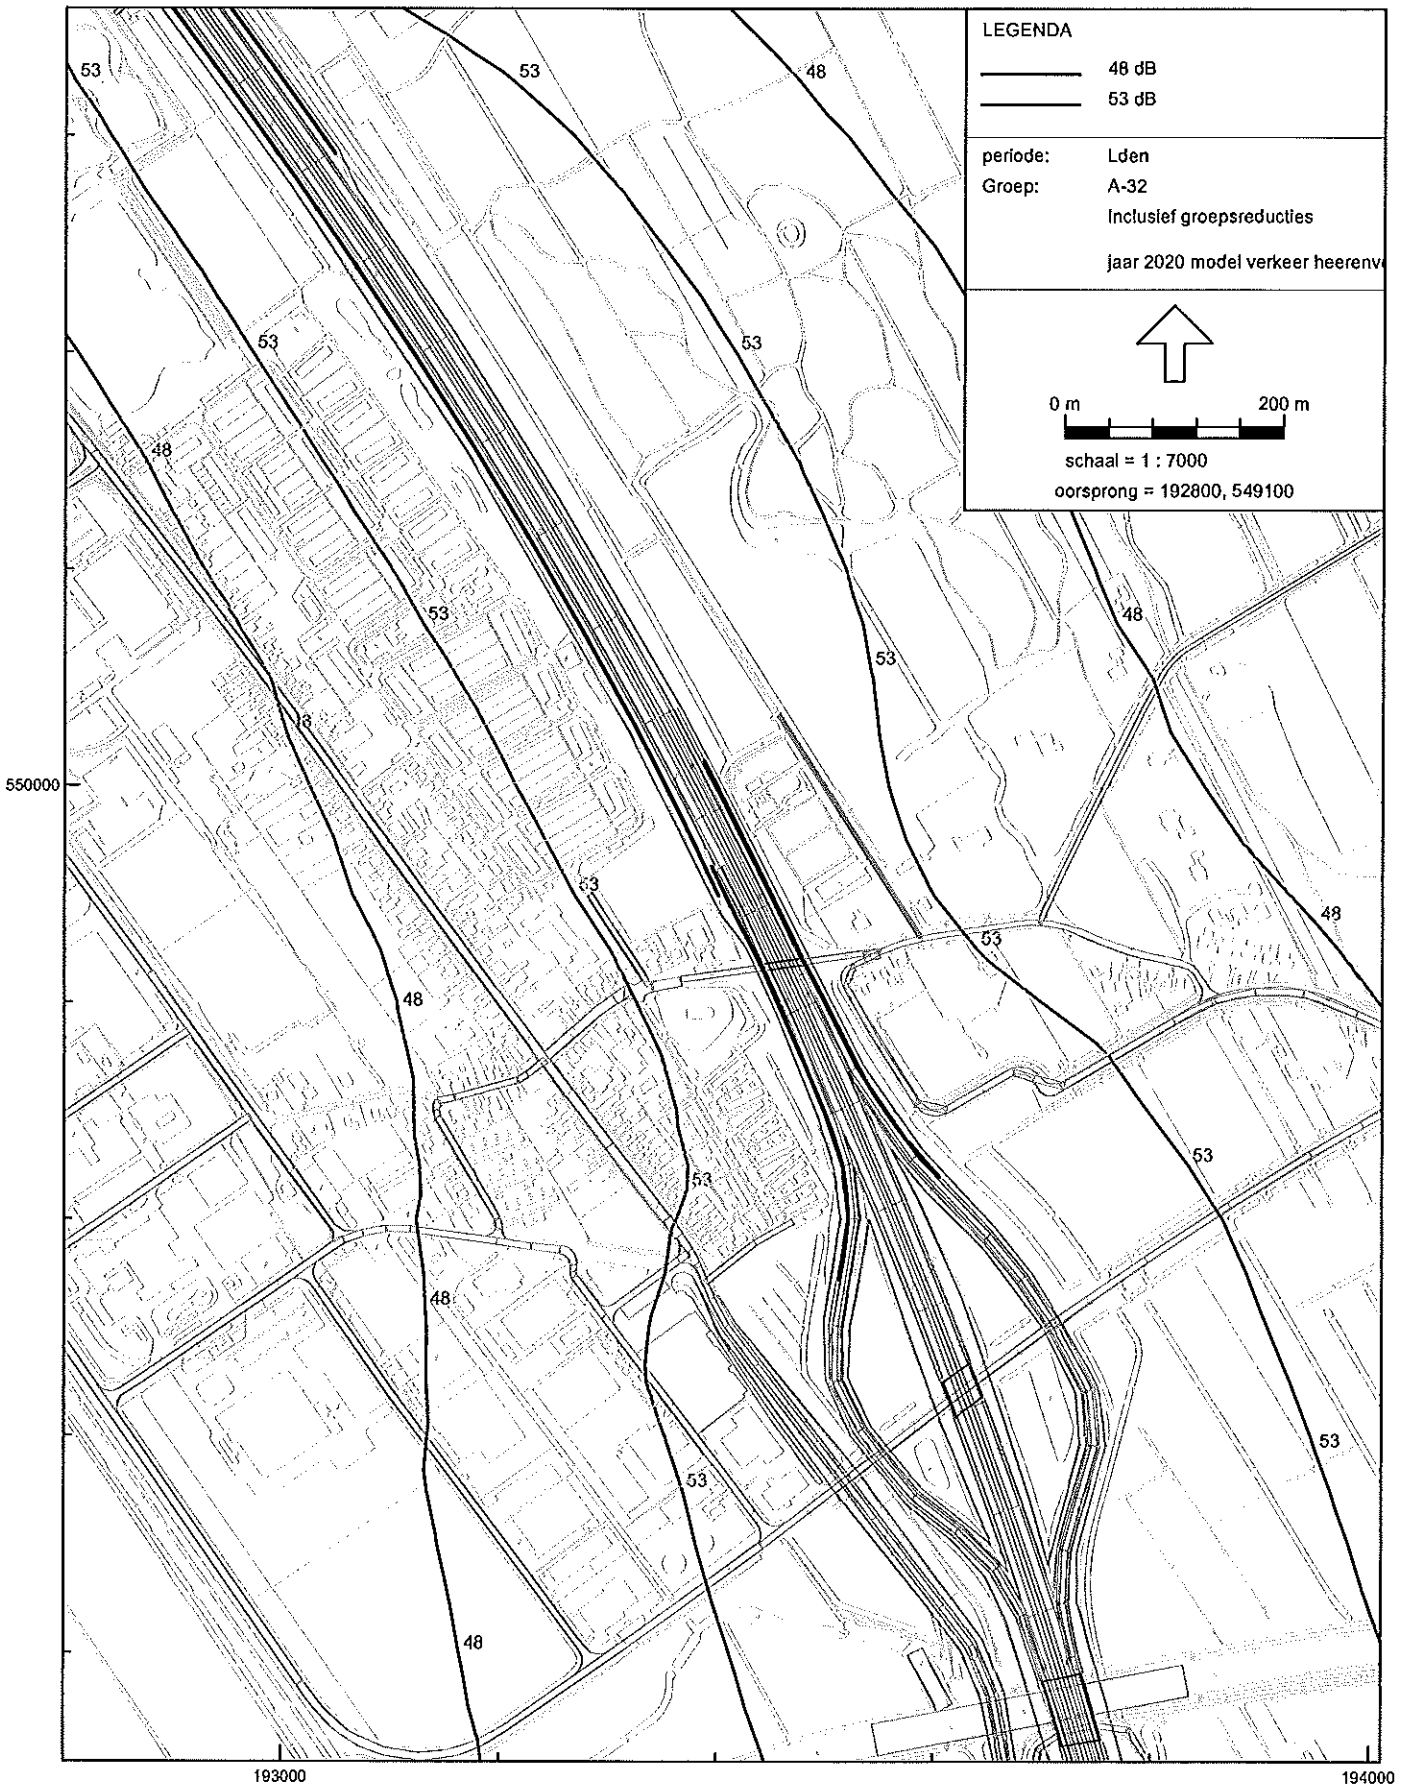 LEGENDA
48 dB
53 dB
periode: Lden
Groep: A-32
Inclusief groepsreducties
jaar 2020 model verkeer heerenv
0 m 200 m
schaal = 1 : 7000
oorsprong = 192800, 549100
53
53
48
53
53
48
53
48
53
48
550000
53
48
53
48
53
53
48
53
53
48
193000
194000